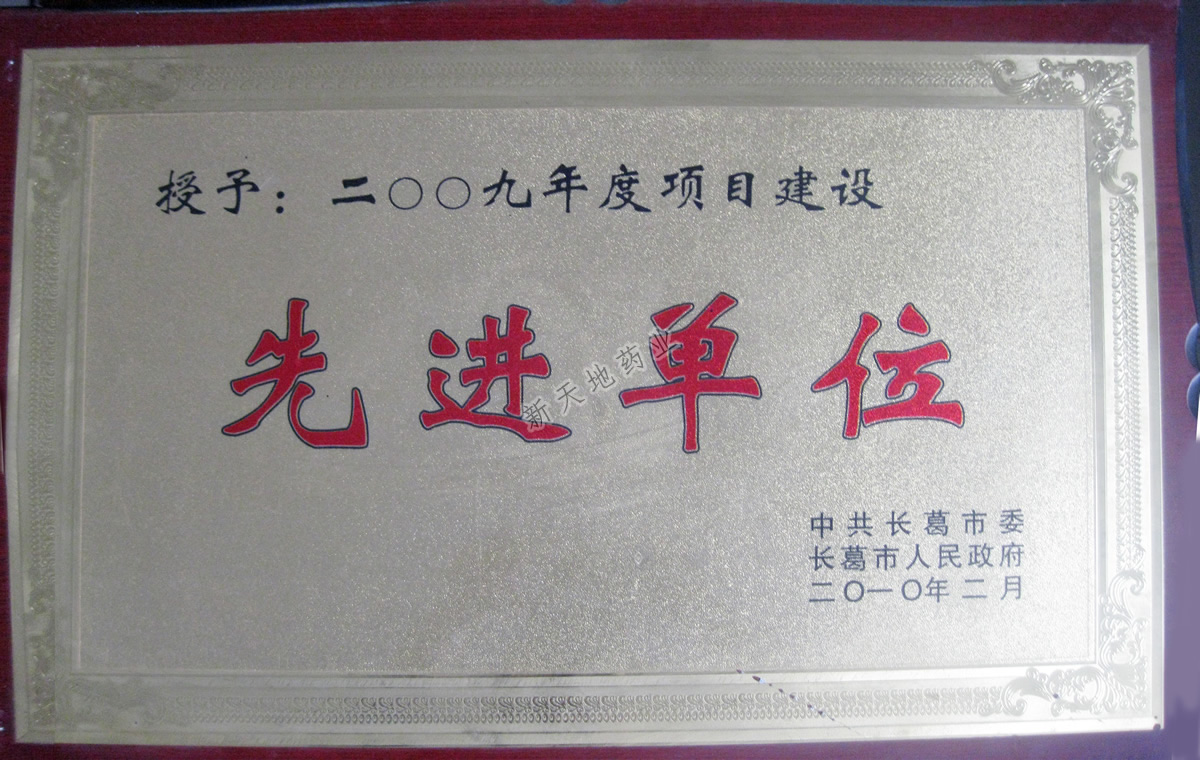 授予：二〇〇九年度项目建设
先进单位
新天地药业
中共长葛市委
长葛市人民政府
二〇一〇年二月